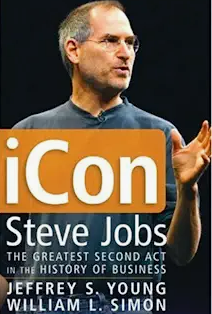 iCon
Steve Jobs
THE GREATEST SECOND ACT
IN THE HISTORY OF BUSINESS
JEFFREY S. YOUNG
WILLIAM L. SIMON